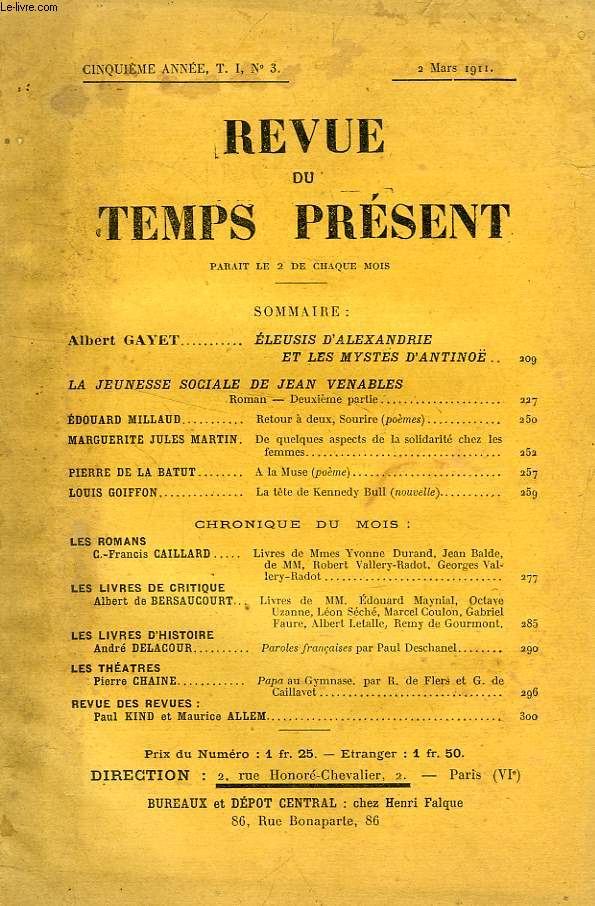 Le-livre.com
CINQUIÈME ANNÉE, T. I, Nº 3.
2 Mars 1911.
REVUE
DU
TEMPS PRÉSENT
PARAIT LE 2 DE CHAQUE MOIS
SOMMAIRE :
Albert GAYET........... ÉLEUSIS D'ALEXANDRIE
ET LES MYSTES D'ANTINOË .. 209
LA JEUNESSE SOCIALE DE JEAN VENABLES
Roman — Deuxième partie..................... 227
ÉDOUARD MILLAUD........... Retour à deux, Sourire (poèmes)............. 250
MARGUERITE JULES MARTIN. De quelques aspects de la solidarité chez les
femmes.................................. 252
PIERRE DE LA BATUT........ A la Muse (poème).......................... 257
LOUIS GOIFFON.............. La tête de Kennedy Bull (nouvelle).......... 259
CHRONIQUE DU MOIS :
LES ROMANS
C.-Francis CAILLARD..... Livres de Mmes Yvonne Durand, Jean Balde,
de MM, Robert Vallery-Radot, Georges Val-
lery-Radot............................... 277
LES LIVRES DE CRITIQUE
Albert de BERSAUCOURT... Livres de MM. Édouard Maynial, Octave
Uzanne, Léon Séché, Marcel Coulon, Gabriel
Faure, Albert Letalle, Remy de Gourmont. 285
LES LIVRES D'HISTOIRE
André DELACOUR.......... Paroles françaises par Paul Deschanel....... 290
LES THÉATRES
Pierre CHAINE............ Papa au Gymnase, par R. de Flers et G. de
Caillavet................................ 296
REVUE DES REVUES :
Paul KIND et Maurice ALLEM......................................... 300
Prix du Numéro : 1 fr. 25. — Etranger : 1 fr. 50.
DIRECTION : 2, rue Honoré-Chevalier, 2. — Paris (VIe)
BUREAUX et DÉPOT CENTRAL : chez Henri Falque
86, Rue Bonaparte, 86